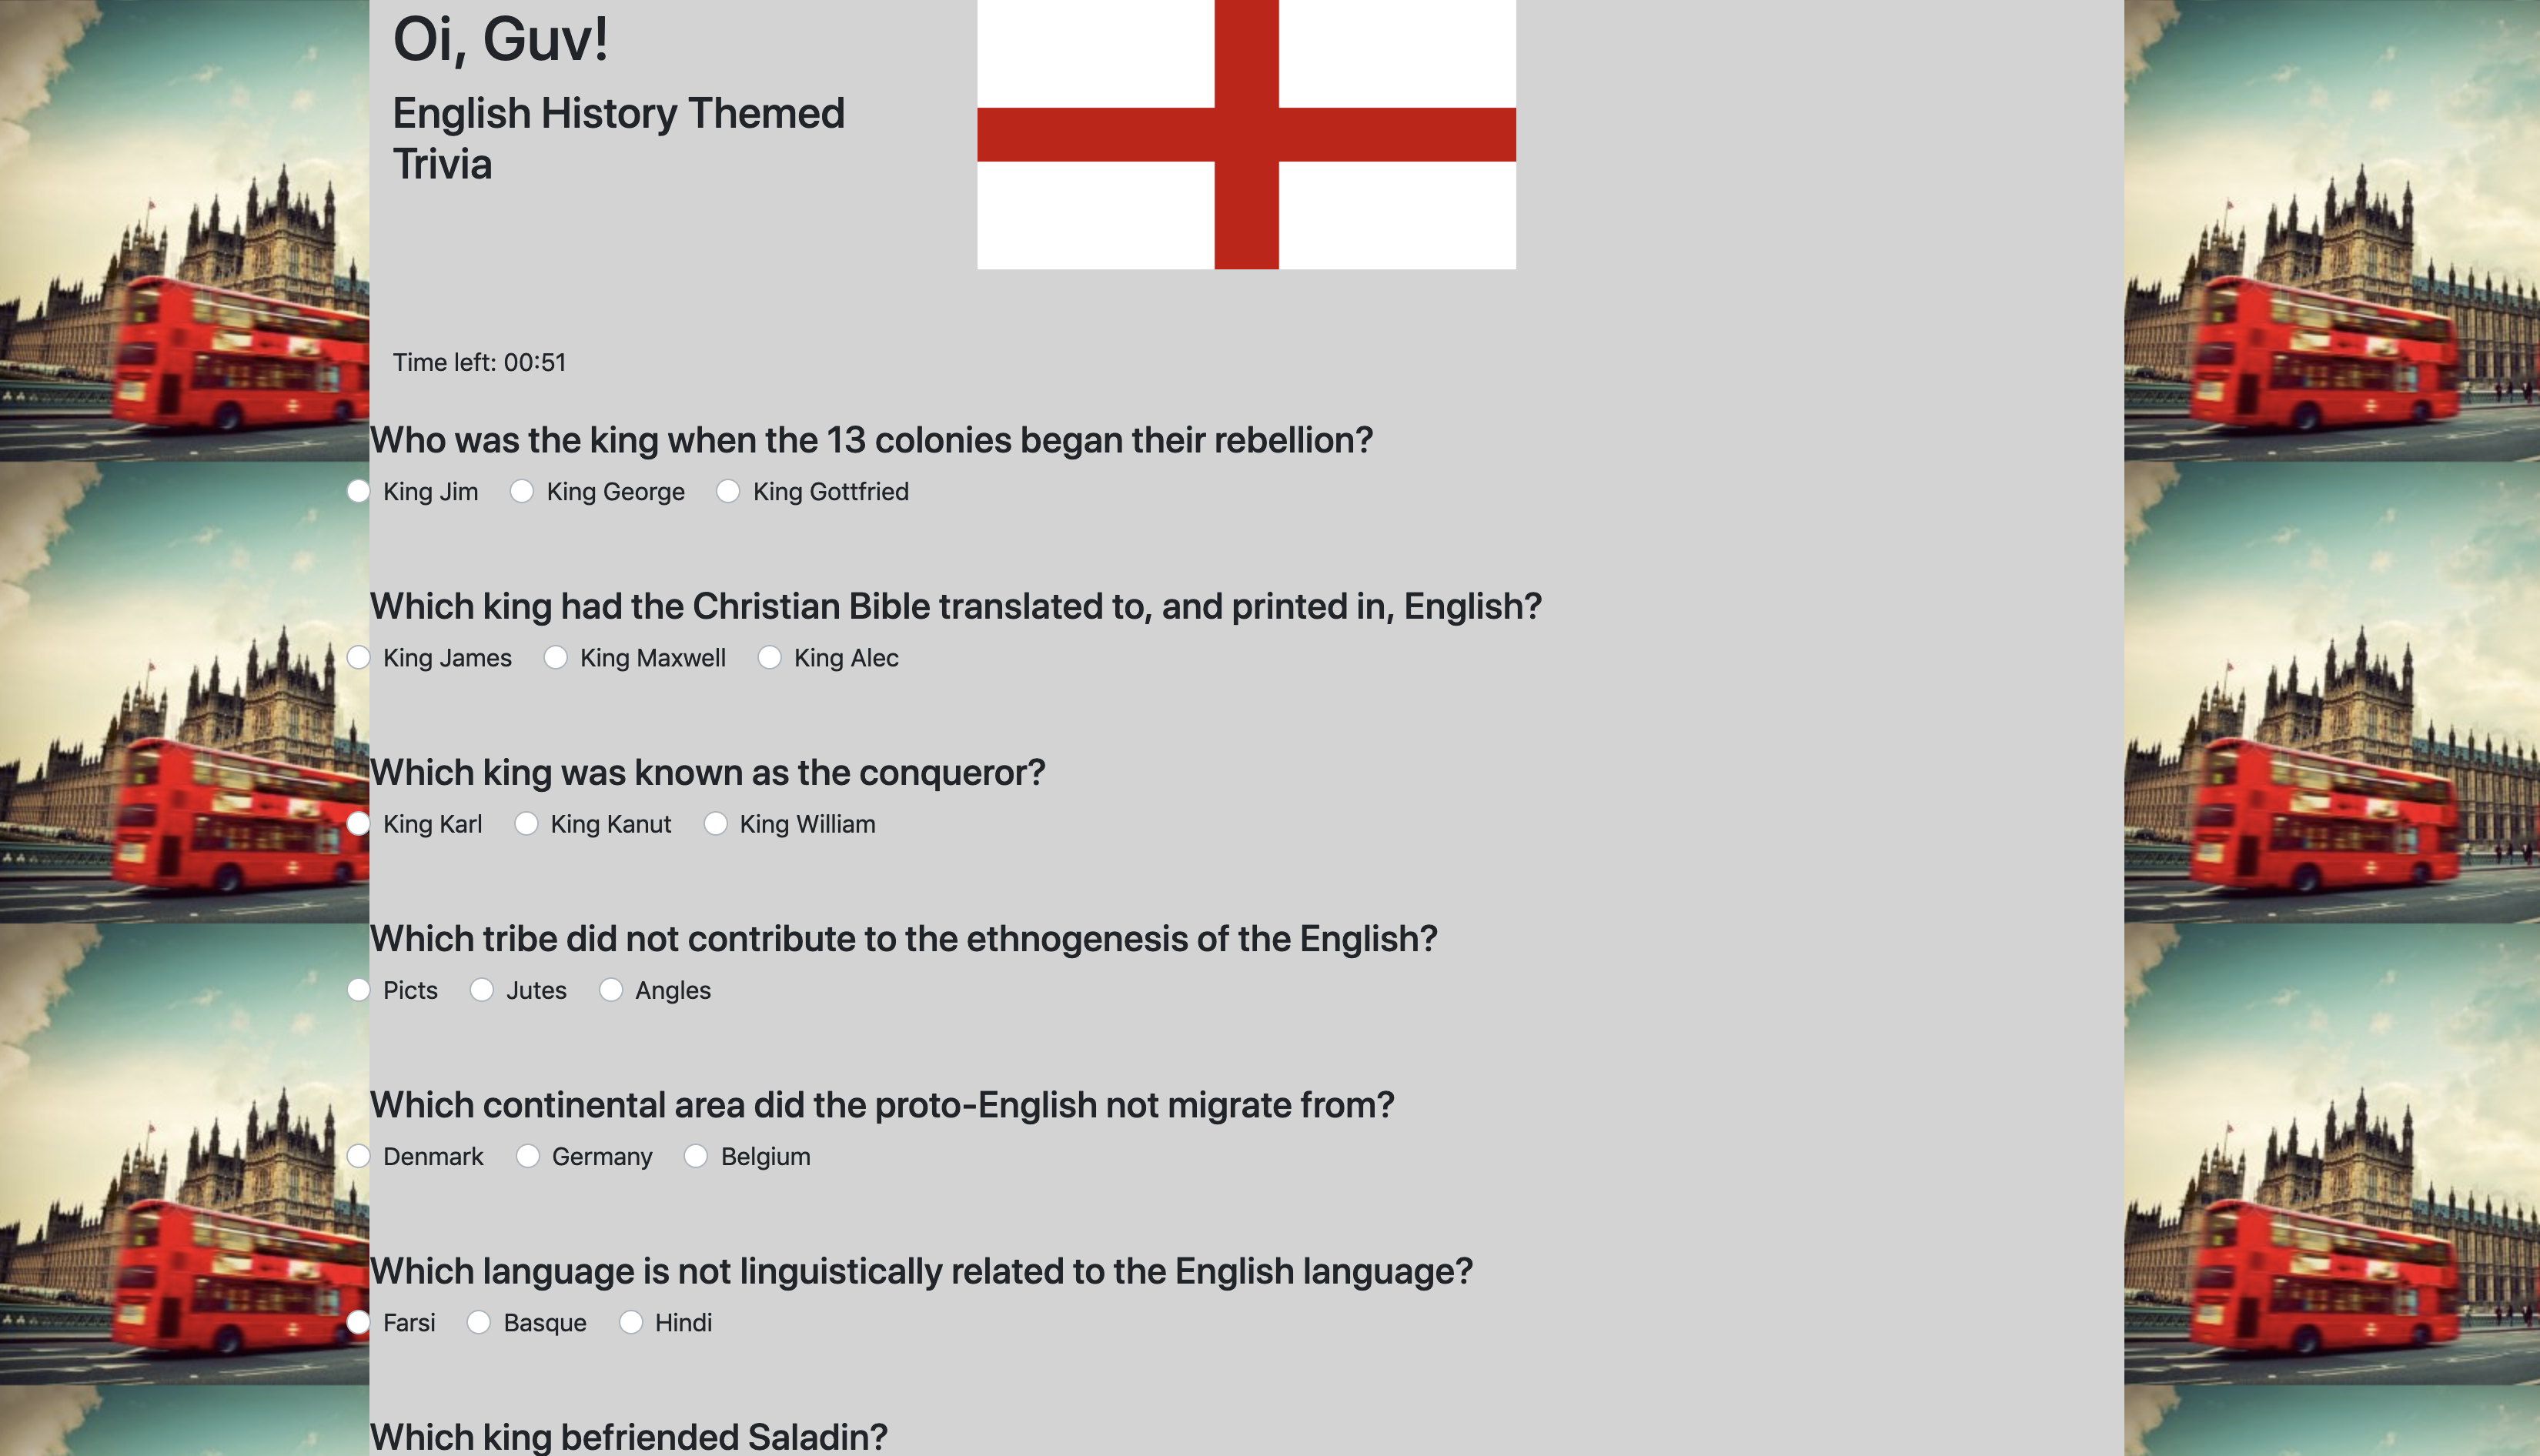 Oi, Guv!
English History Themed
Trivia
Time left: 00:51
Who was the king when the 13 colonies began their rebellion?
King Jim King George King Gottfried
Which king had the Christian Bible translated to, and printed in, English?
King James King Maxwell King Alec
Which king was known as the conqueror?
King Karl King Kanut King William
Which tribe did not contribute to the ethnogenesis of the English?
Picts Jutes Angles
Which continental area did the proto-English not migrate from?
Denmark Germany Belgium
Which language is not linguistically related to the English language?
Farsi Basque Hindi
Which king befriended Saladin?